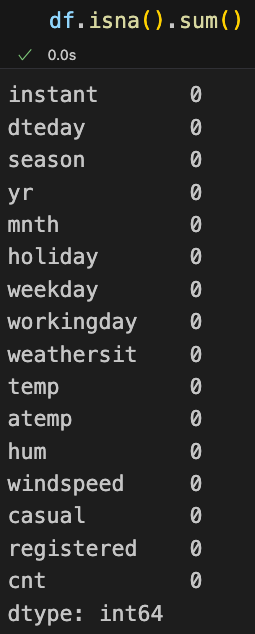 df.isna().sum()
✓ 0.0s
instant 0
dteday 0
season 0
yr 0
mnth 0
holiday 0
weekday 0
workingday 0
weathersit 0
temp 0
atemp 0
hum 0
windspeed 0
casual 0
registered 0
cnt 0
dtype: int64